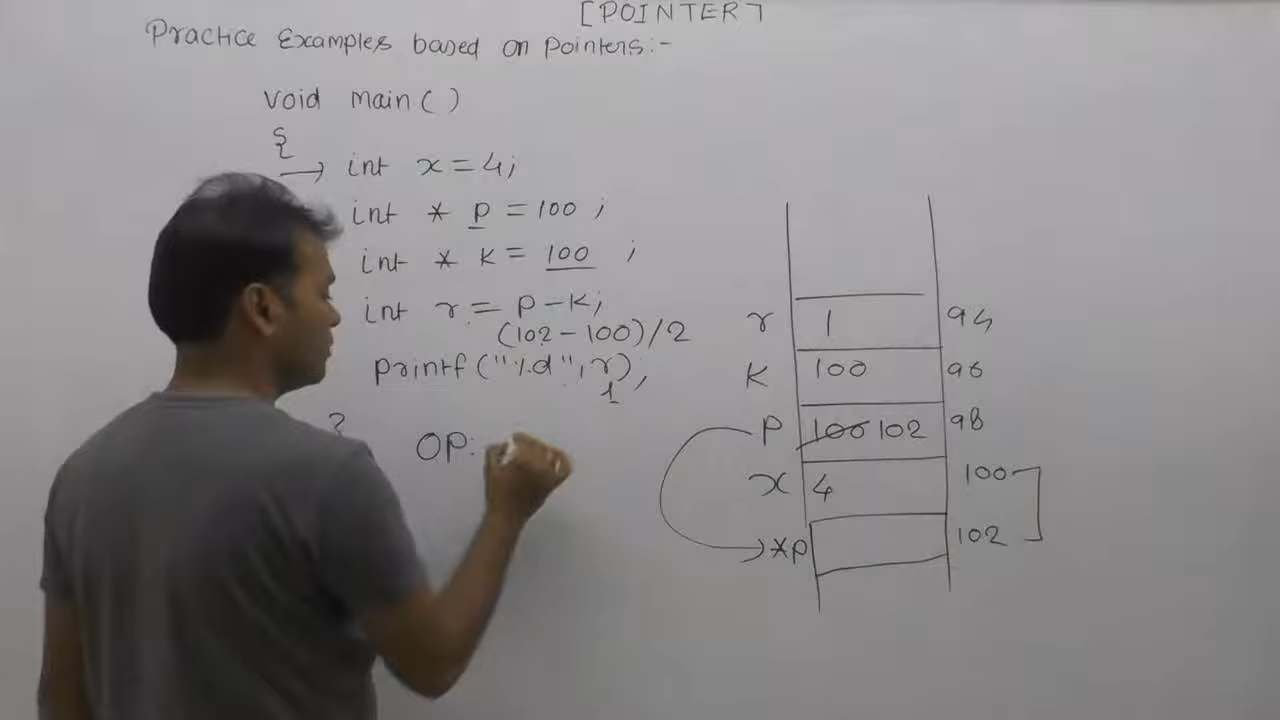 [POINTER]
Practice Examples based on Pointers:-
void main( )
{
→ int x = 4;
int * p = 100 ;
int * k = 100 ;
int r = p - k;
(102 - 100) / 2
printf("%d", r);
1
}
OP:
r 1 94
k 100 96
p 100 102 98
x 4 100
*p 102